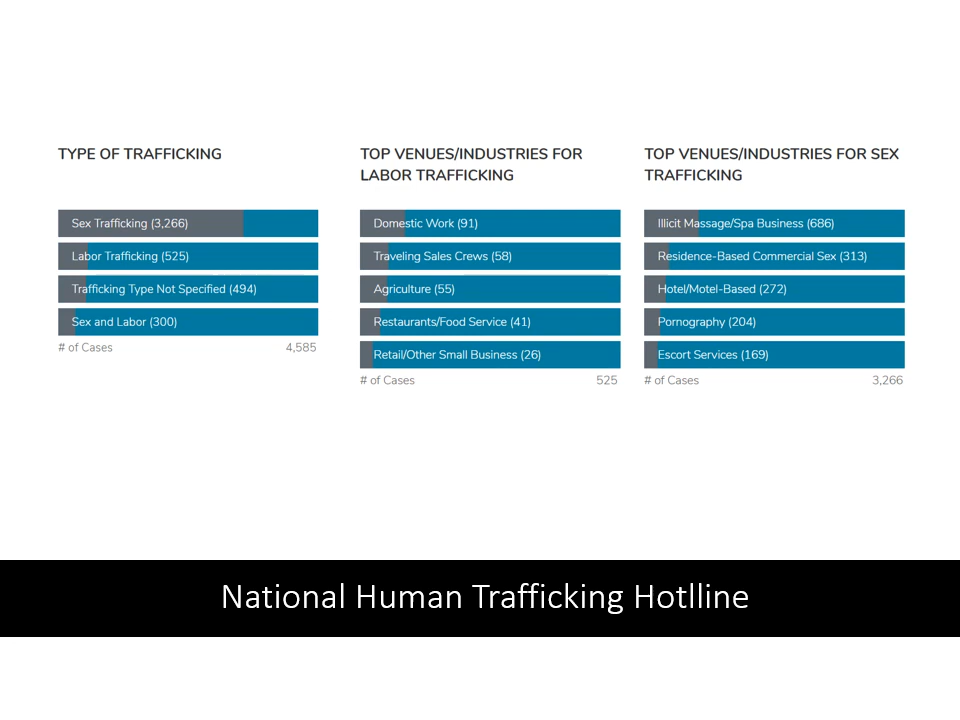 TYPE OF TRAFFICKING
Sex Trafficking (3,266)
Labor Trafficking (525)
Trafficking Type Not Specified (494)
Sex and Labor (300)
# of Cases 4,585
TOP VENUES/INDUSTRIES FOR
LABOR TRAFFICKING
Domestic Work (91)
Traveling Sales Crews (58)
Agriculture (55)
Restaurants/Food Service (41)
Retail/Other Small Business (26)
# of Cases 525
TOP VENUES/INDUSTRIES FOR SEX
TRAFFICKING
Illicit Massage/Spa Business (686)
Residence-Based Commercial Sex (313)
Hotel/Motel-Based (272)
Pornography (204)
Escort Services (169)
# of Cases 3,266
National Human Trafficking Hotlline